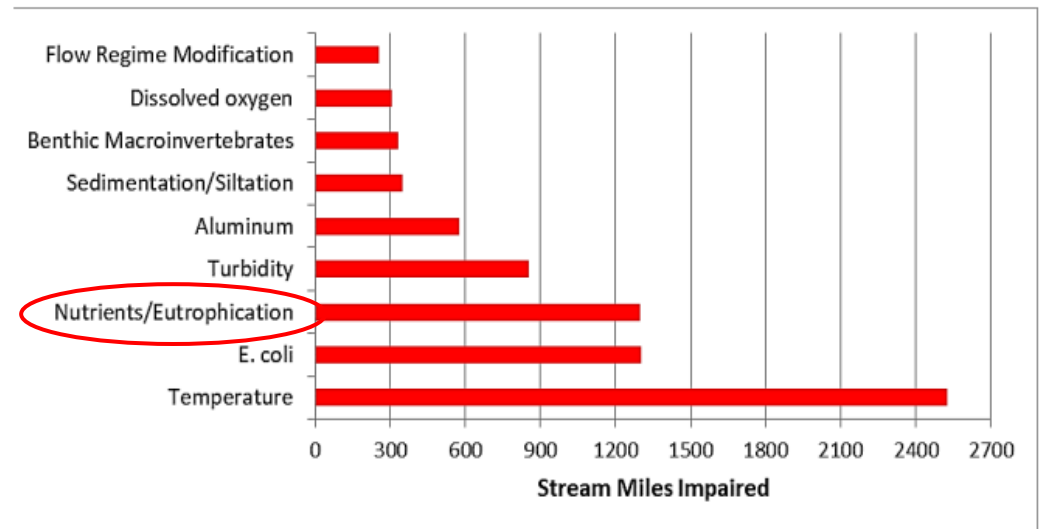 Flow Regime Modification
Dissolved oxygen
Benthic Macroinvertebrates
Sedimentation/Siltation
Aluminum
Turbidity
Nutrients/Eutrophication
E. coli
Temperature
0 300 600 900 1200 1500 1800 2100 2400 2700
Stream Miles Impaired